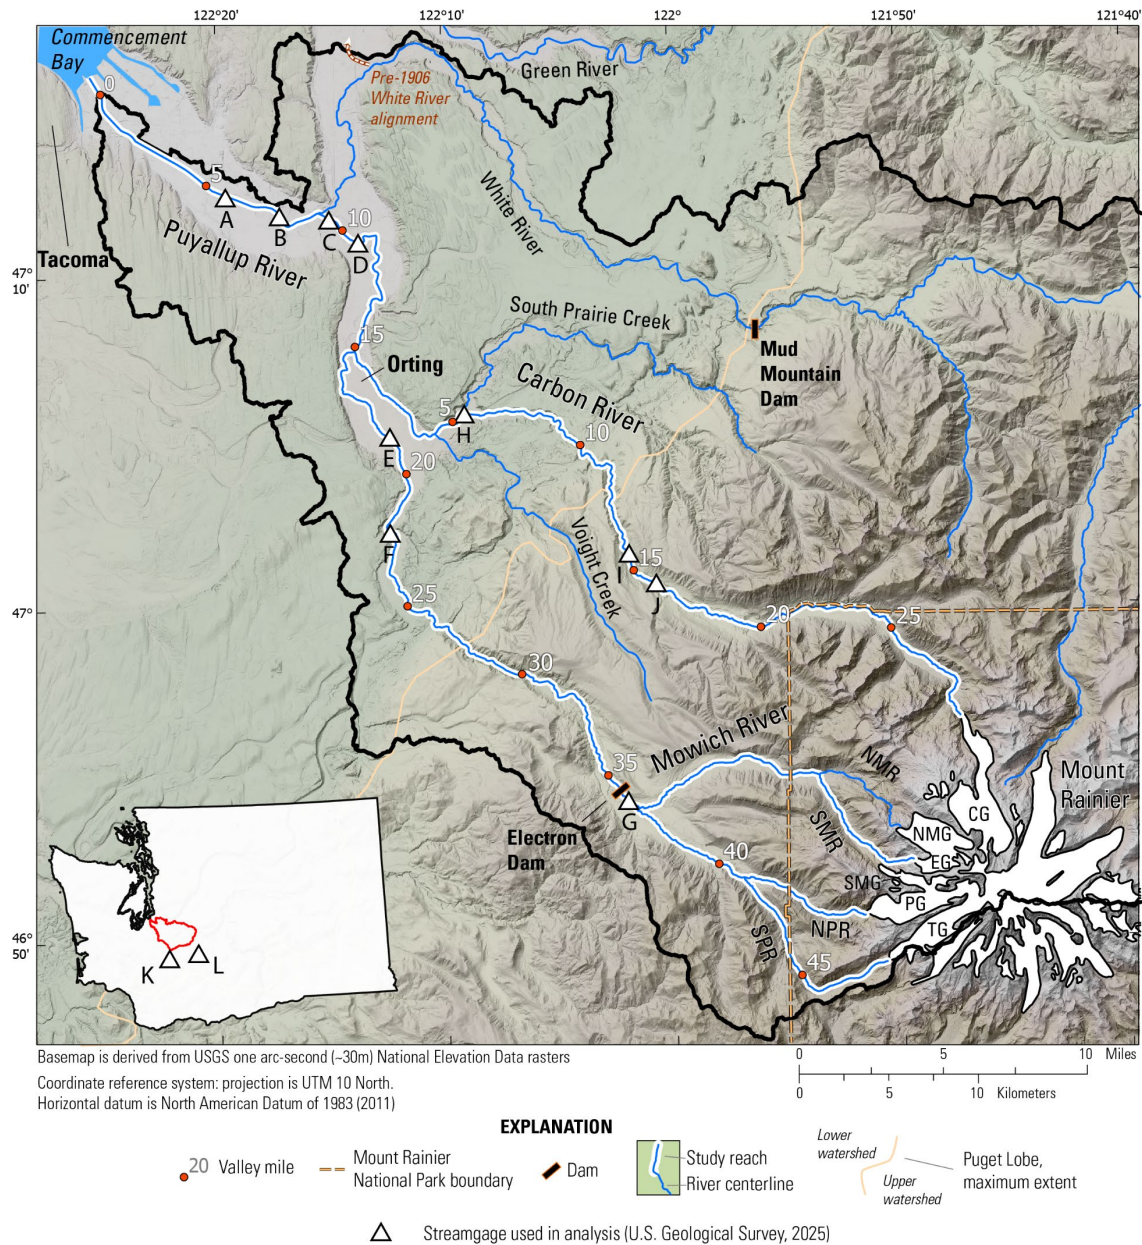 122°20'
122°10'
122°
121°50'
121°40'
Commencement
Bay
0
Pre-1906
White River
alignment
Green River
5
A
B
C
10
D
White River
Puyallup River
Tacoma
47°
10'
South Prairie Creek
15
Orting
Mud
Mountain
Dam
Carbon River
5
H
10
E
20
F
Voight Creek
I
15
J
25
47°
20
25
30
Mowich River
35
NMR
Mount
Rainier
CG
G
Electron
Dam
SMR
NMG
EG
40
SMG
PG
NPR
TG
SPR
46°
50'
45
K
L
Basemap is derived from USGS one arc-second (~30m) National Elevation Data rasters
Coordinate reference system: projection is UTM 10 North.
Horizontal datum is North American Datum of 1983 (2011)
0 5 10 Miles
0 5 10 Kilometers
EXPLANATION
20 Valley mile
Mount Rainier
National Park boundary
Dam
Study reach
River centerline
Lower
watershed
Upper
watershed
Puget Lobe,
maximum extent
Streamgage used in analysis (U.S. Geological Survey, 2025)